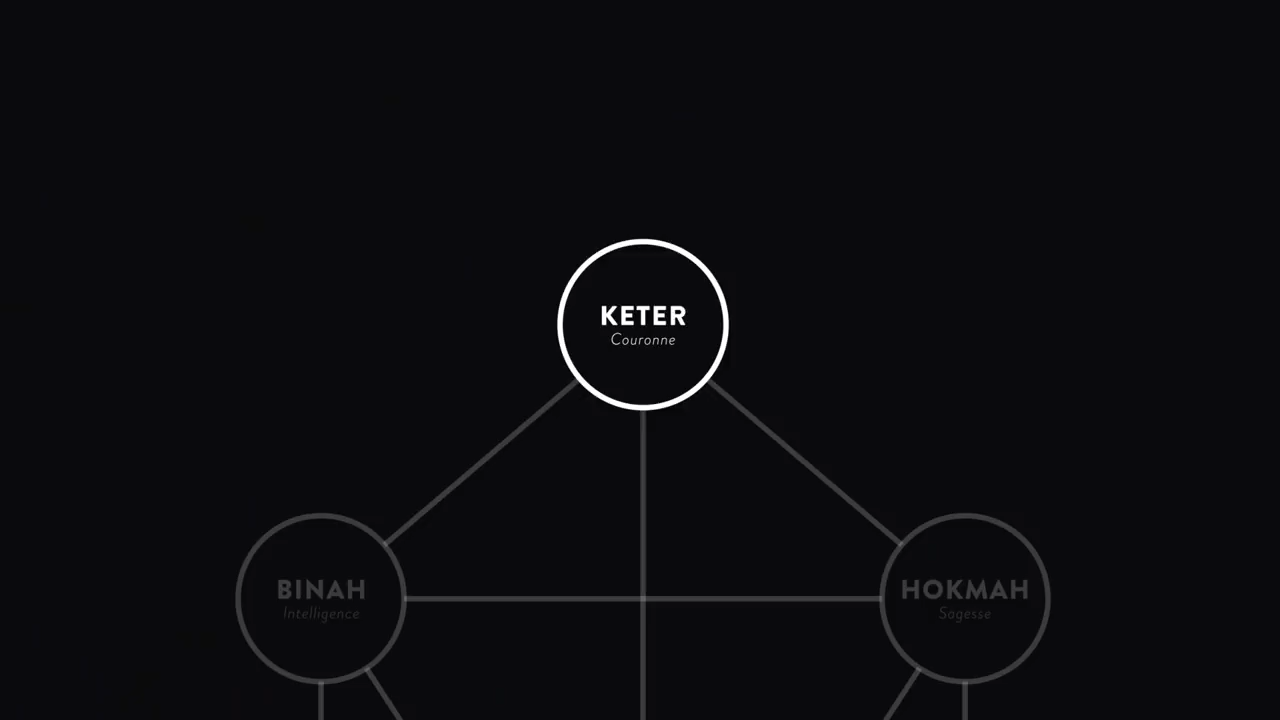 KETER
Couronne
BINAH
Intelligence
HOKMAH
Sagesse